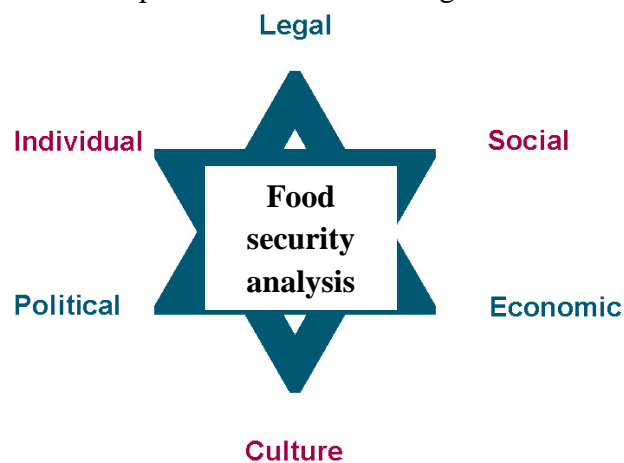 Legal
Individual
Social
Food
security
analysis
Political
Economic
Culture